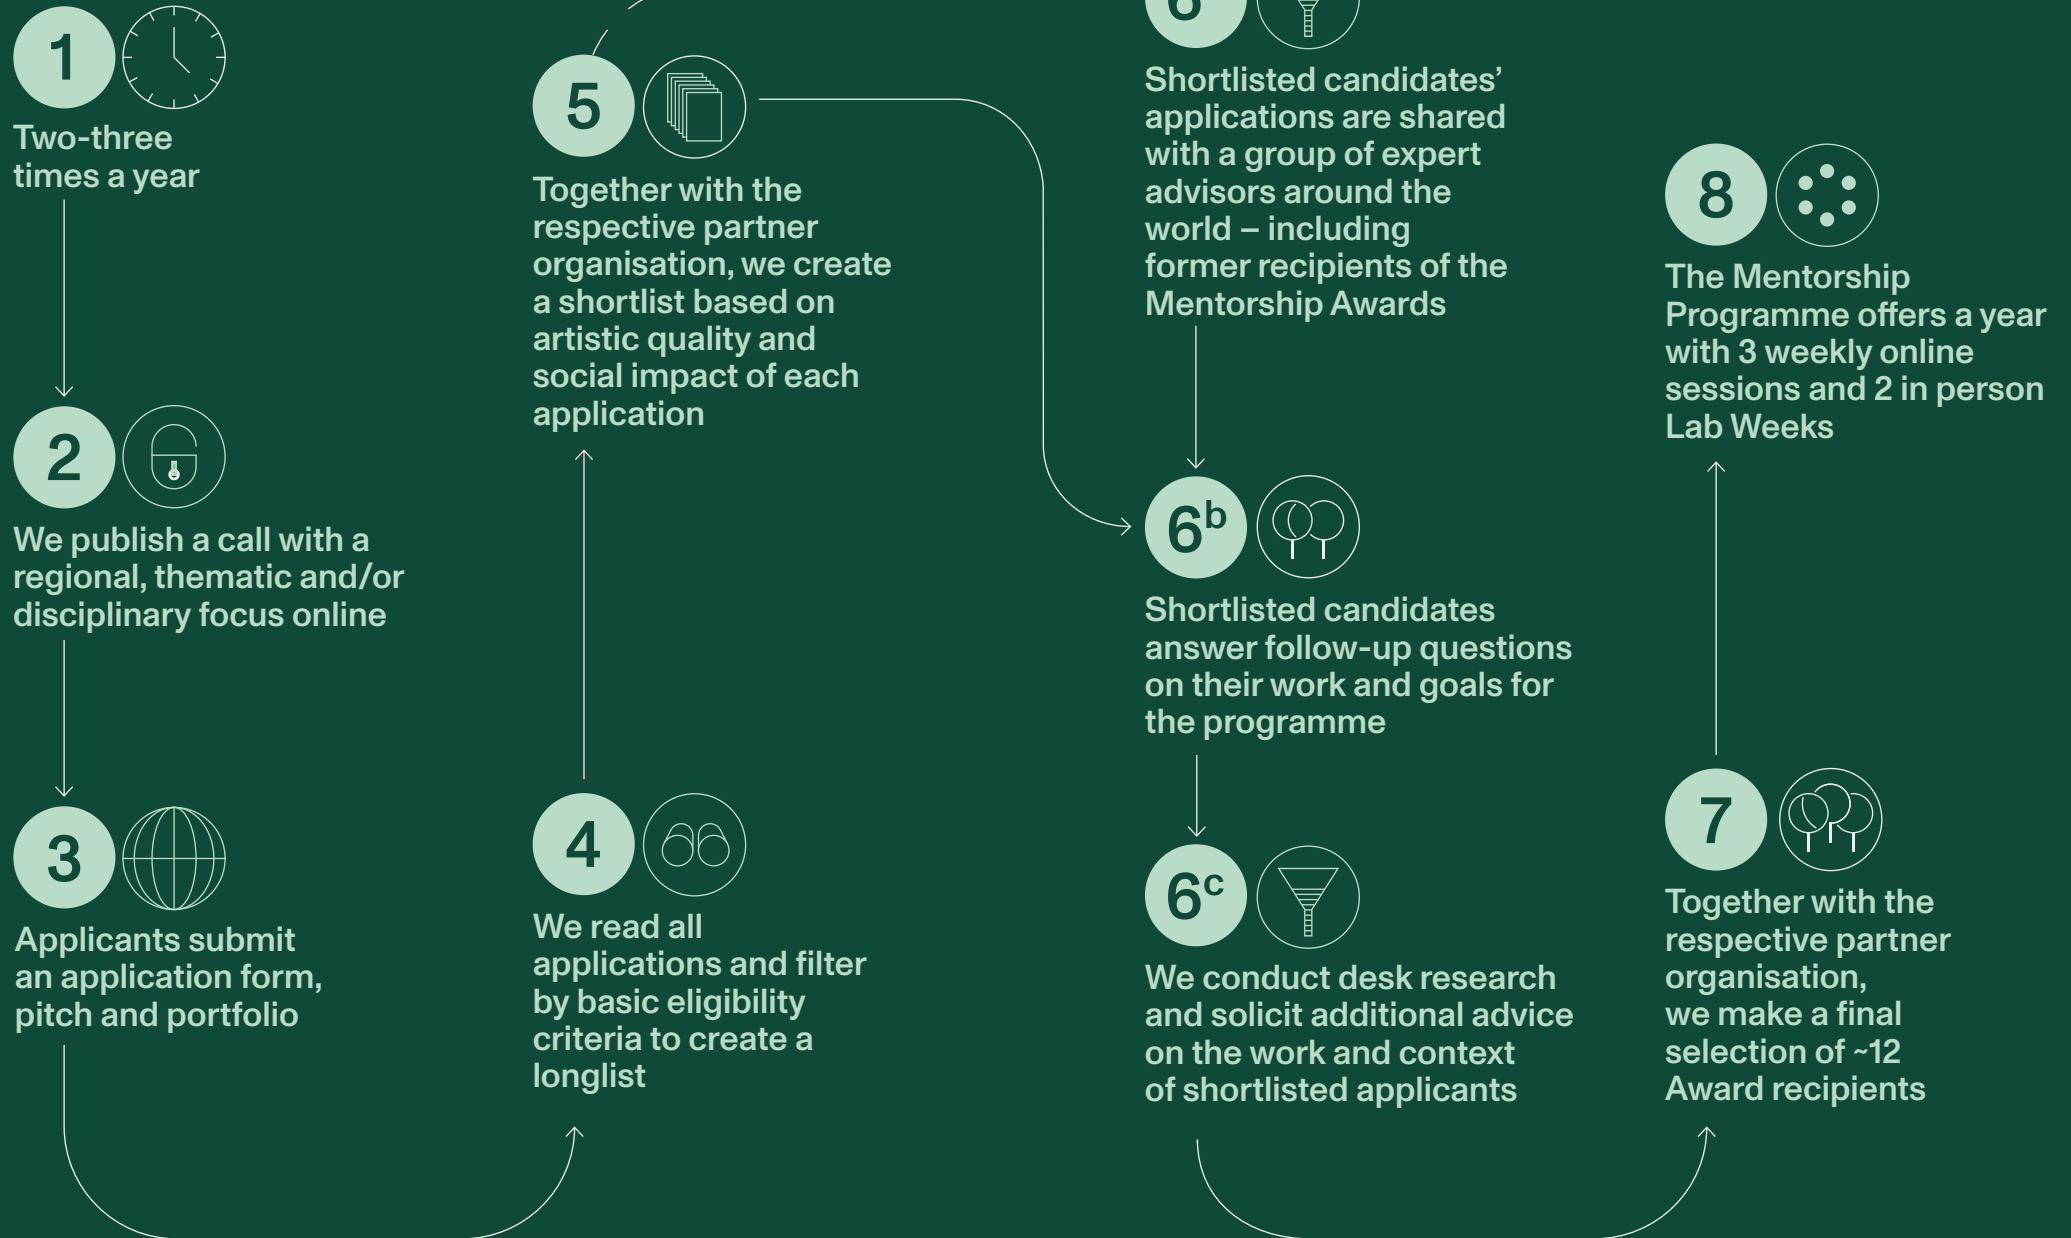 1
Two-three
times a year
2
We publish a call with a
regional, thematic and/or
disciplinary focus online
3
Applicants submit
an application form,
pitch and portfolio
4
We read all
applications and filter
by basic eligibility
criteria to create a
longlist
5
Together with the
respective partner
organisation, we create
a shortlist based on
artistic quality and
social impact of each
application
6
Shortlisted candidates’
applications are shared
with a group of expert
advisors around the
world – including
former recipients of the
Mentorship Awards
6b
Shortlisted candidates
answer follow-up questions
on their work and goals for
the programme
6c
We conduct desk research
and solicit additional advice
on the work and context
of shortlisted applicants
7
Together with the
respective partner
organisation,
we make a final
selection of ~12
Award recipients
8
The Mentorship
Programme offers a year
with 3 weekly online
sessions and 2 in person
Lab Weeks